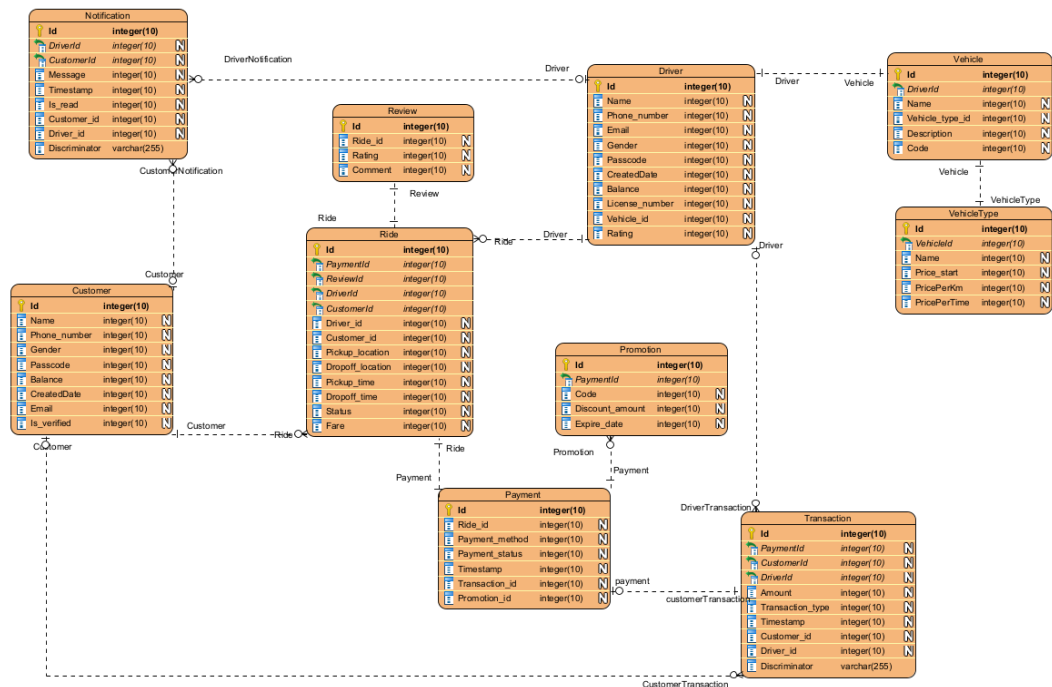 Notification
Id integer(10)
DriverId integer(10) N
CustomerId integer(10) N
Message integer(10) N
Timestamp integer(10) N
Is_read integer(10) N
Customer_id integer(10) N
Driver_id integer(10) N
Discriminator varchar(255)
DriverNotification
Driver
CustomerNotification
Customer
Review
Id integer(10)
Ride_id integer(10) N
Rating integer(10) N
Comment integer(10) N
Review
Ride
Driver
Id integer(10)
Name integer(10) N
Phone_number integer(10) N
Email integer(10) N
Gender integer(10) N
Passcode integer(10) N
CreatedDate integer(10) N
Balance integer(10) N
License_number integer(10) N
Vehicle_id integer(10) N
Rating integer(10) N
Driver
Vehicle
Vehicle
Id integer(10)
DriverId integer(10)
Name integer(10) N
Vehicle_type_id integer(10) N
Description integer(10) N
Code integer(10) N
Vehicle
VehicleType
VehicleType
Id integer(10)
VehicleId integer(10)
Name integer(10) N
Price_start integer(10) N
PricePerKm integer(10) N
PricePerTime integer(10) N
Ride
Id integer(10)
PaymentId integer(10)
ReviewId integer(10)
DriverId integer(10)
CustomerId integer(10)
Driver_id integer(10) N
Customer_id integer(10) N
Pickup_location integer(10) N
Dropoff_location integer(10) N
Pickup_time integer(10) N
Dropoff_time integer(10) N
Status integer(10) N
Fare integer(10) N
Ride
Driver
Driver
Customer
Id integer(10)
Name integer(10) N
Phone_number integer(10) N
Gender integer(10) N
Passcode integer(10) N
Balance integer(10) N
CreatedDate integer(10) N
Email integer(10) N
Is_verified integer(10) N
Customer
Ride
Customer
Promotion
Id integer(10)
PaymentId integer(10)
Code integer(10) N
Discount_amount integer(10) N
Expire_date integer(10) N
Promotion
Payment
Ride
Payment
Payment
Id integer(10)
Ride_id integer(10) N
Payment_method integer(10) N
Payment_status integer(10) N
Timestamp integer(10) N
Transaction_id integer(10) N
Promotion_id integer(10) N
payment
customerTransaction
DriverTransaction
Transaction
Id integer(10)
PaymentId integer(10) N
CustomerId integer(10) N
DriverId integer(10) N
Amount integer(10) N
Transaction_type integer(10) N
Timestamp integer(10) N
Customer_id integer(10) N
Driver_id integer(10) N
Discriminator varchar(255)
CustomerTransaction